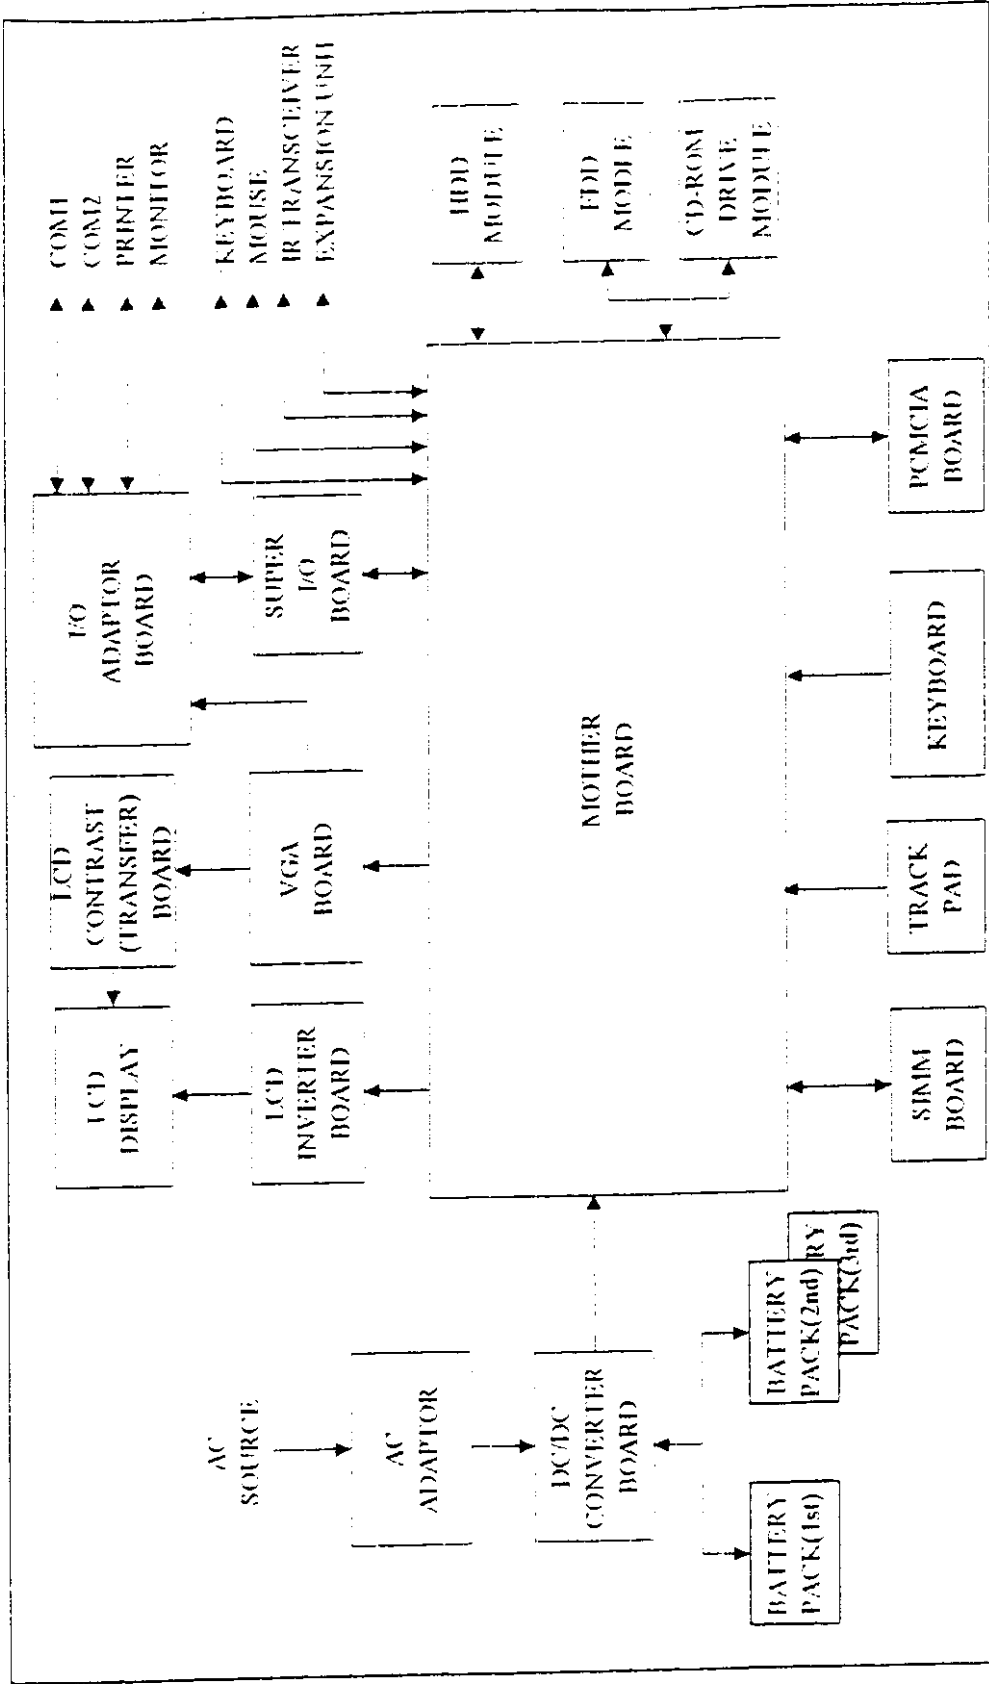 COM1
COM2
PRINTER
MONITOR
KEYBOARD
MOUSE
IR TRANSCEIVER
EXPANSION UNIT
I/O
ADAPTOR
BOARD
SUPER
I/O
BOARD
LCD
CONTRAST
(TRANSFER)
BOARD
VGA
BOARD
LCD
DISPLAY
LCD
INVERTER
BOARD
HDD
MODULE
FDD
MODLE
CD-ROM
DRIVE
MODULE
MOTHER
BOARD
AC
SOURCE
AC
ADAPTOR
DC/DC
CONVERTER
BOARD
BATTERY
PACK(1st)
BATTERY
PACK(2nd)
RY
PACK(3rd)
SIMM
BOARD
TRACK
PAD
KEYBOARD
PCMCIA
BOARD